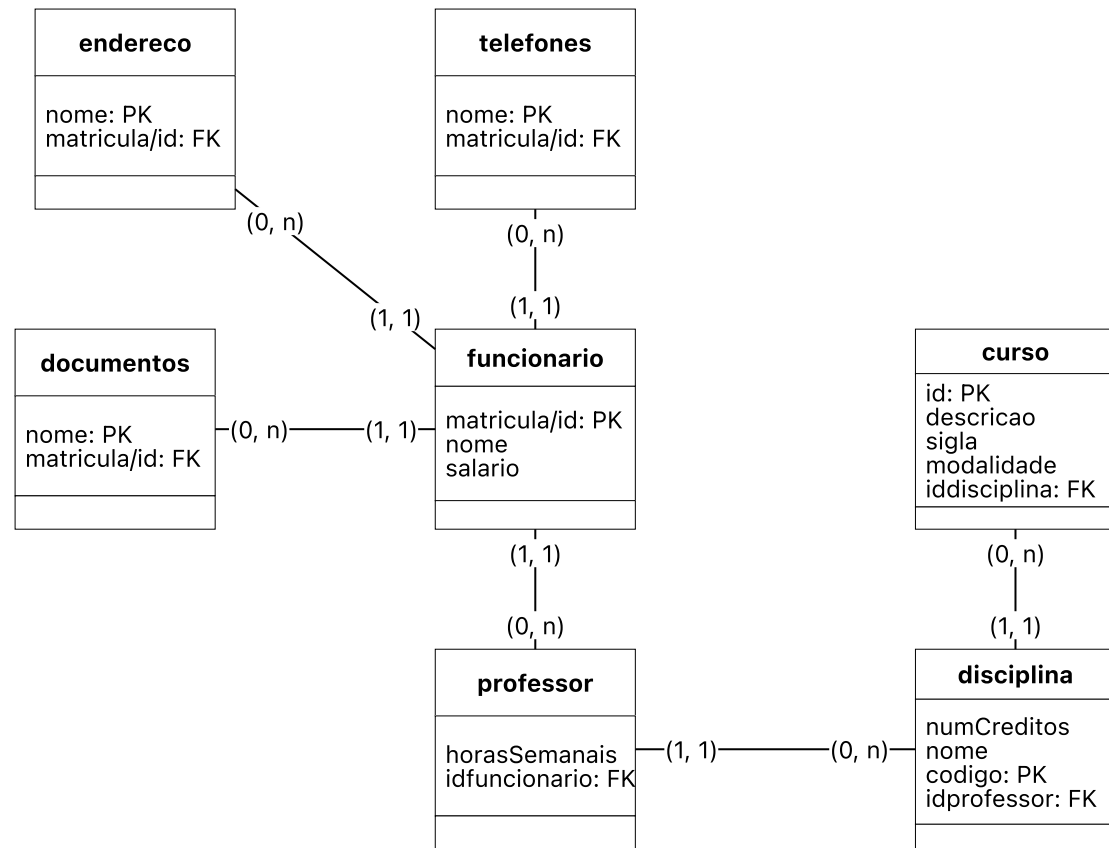 endereco
nome: PK
matricula/id: FK
telefones
nome: PK
matricula/id: FK
(0, n)
(0, n)
(1, 1)
(1, 1)
documentos
nome: PK
matricula/id: FK
(0, n)
(1, 1)
funcionario
matricula/id: PK
nome
salario
curso
id: PK
descricao
sigla
modalidade
iddisciplina: FK
(1, 1)
(0, n)
(0, n)
(1, 1)
professor
horasSemanais
idfuncionario: FK
(1, 1)
(0, n)
disciplina
numCreditos
nome
codigo: PK
idprofessor: FK